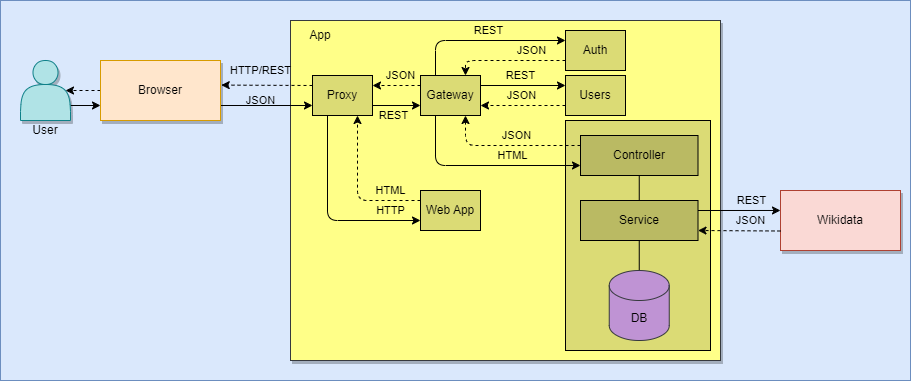 App
REST
Auth
JSON
HTTP/REST
JSON
REST
Browser
Proxy
Gateway
Users
JSON
JSON
REST
User
JSON
HTML
Controller
HTML
HTTP
Web App
REST
Service
Wikidata
JSON
DB